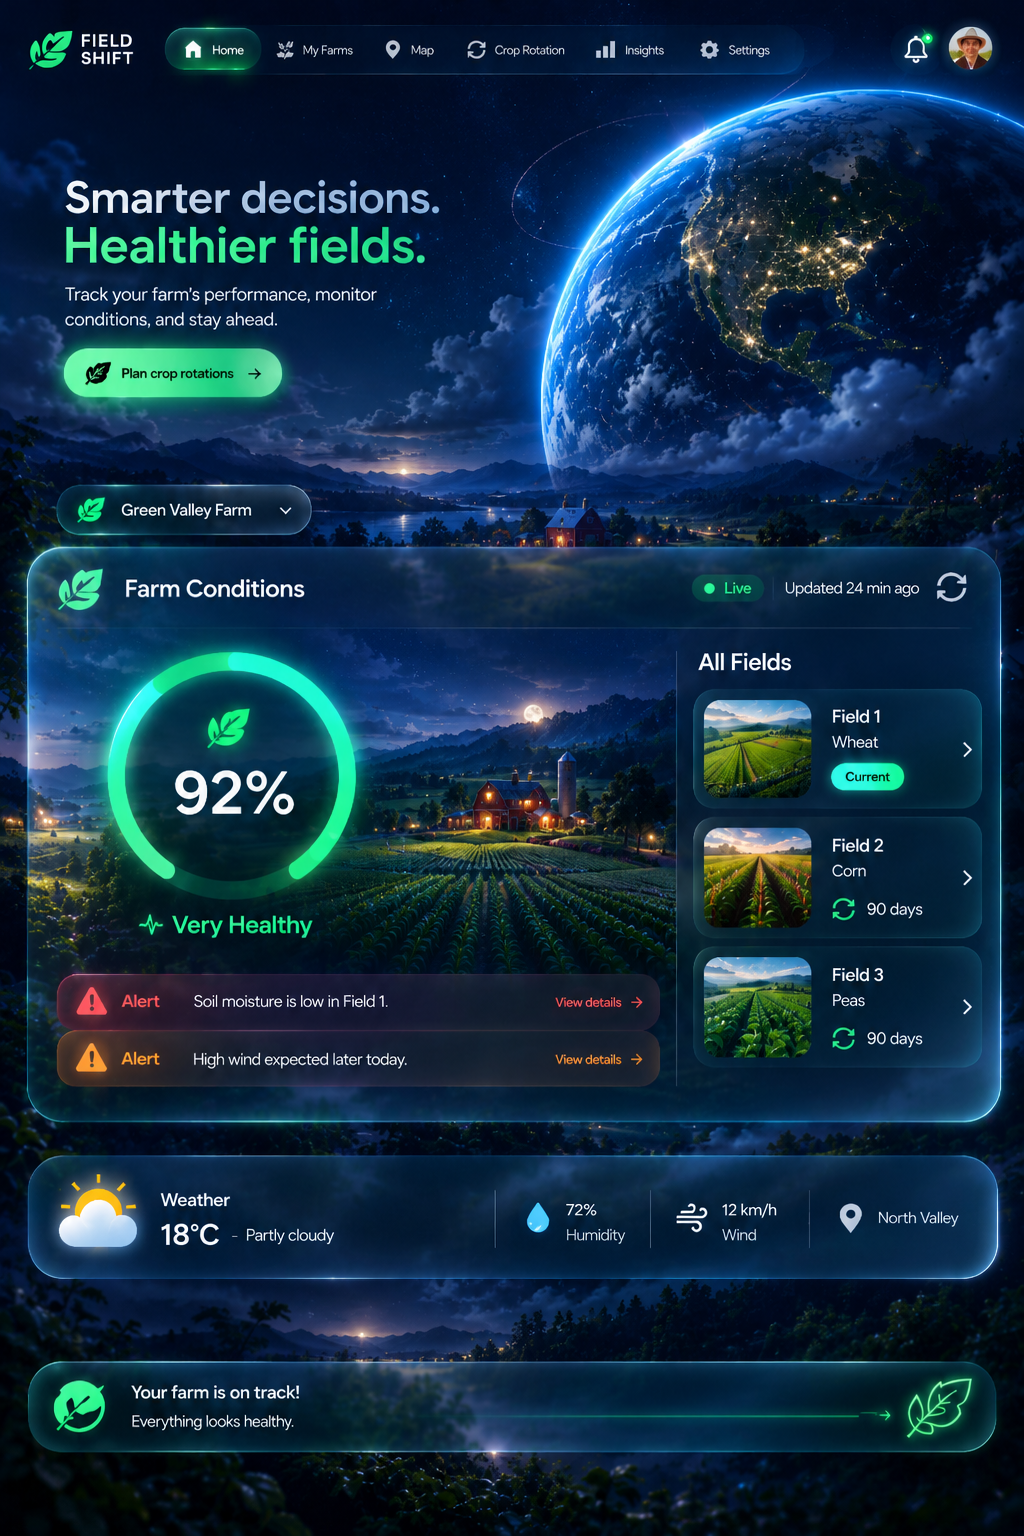 FIELD
SHIFT
Home
My Farms
Map
Crop Rotation
Insights
Settings
Smarter decisions.
Healthier fields.
Track your farm's performance, monitor
conditions, and stay ahead.
Plan crop rotations
Green Valley Farm
Farm Conditions
Live
Updated 24 min ago
92%
Very Healthy
Alert
Soil moisture is low in Field 1.
View details
Alert
High wind expected later today.
View details
All Fields
Field 1
Wheat
Current
Field 2
Corn
90 days
Field 3
Peas
90 days
Weather
18°C - Partly cloudy
72%
Humidity
12 km/h
Wind
North Valley
Your farm is on track!
Everything looks healthy.